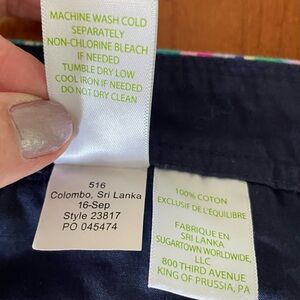 MACHINE WASH COLD
SEPARATELY
NON-CHLORINE BLEACH
IF NEEDED
TUMBLE DRY LOW
COOL IRON IF NEEDED
DO NOT DRY CLEAN
516
Colombo, Sri Lanka
16-Sep
Style 23817
PO 045474
100% COTON
EXCLUSIF DE L'ÉQUILIBRE
FABRIQUE EN
SRI LANKA
SUGARTOWN WORLDWIDE,
LLC
800 THIRD AVENUE
KING OF PRUSSIA, PA